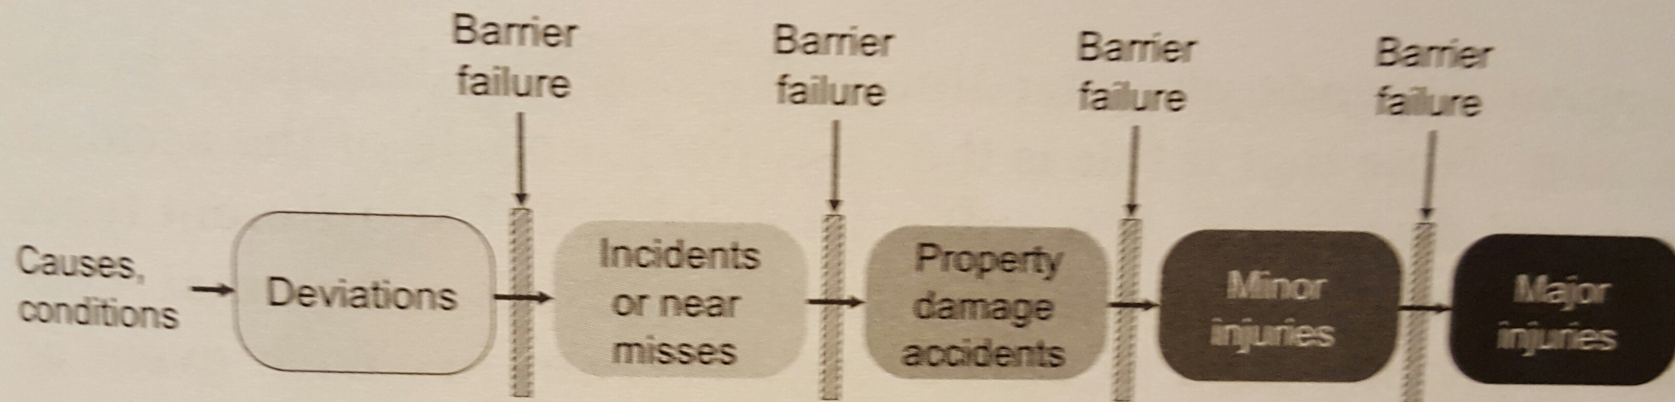 Barrier
failure
Barrier
failure
Barrier
failure
Barrier
failure
Causes,
conditions
Deviations
Incidents
or near
misses
Property
damage
accidents
Minor
injuries
Major
injuries